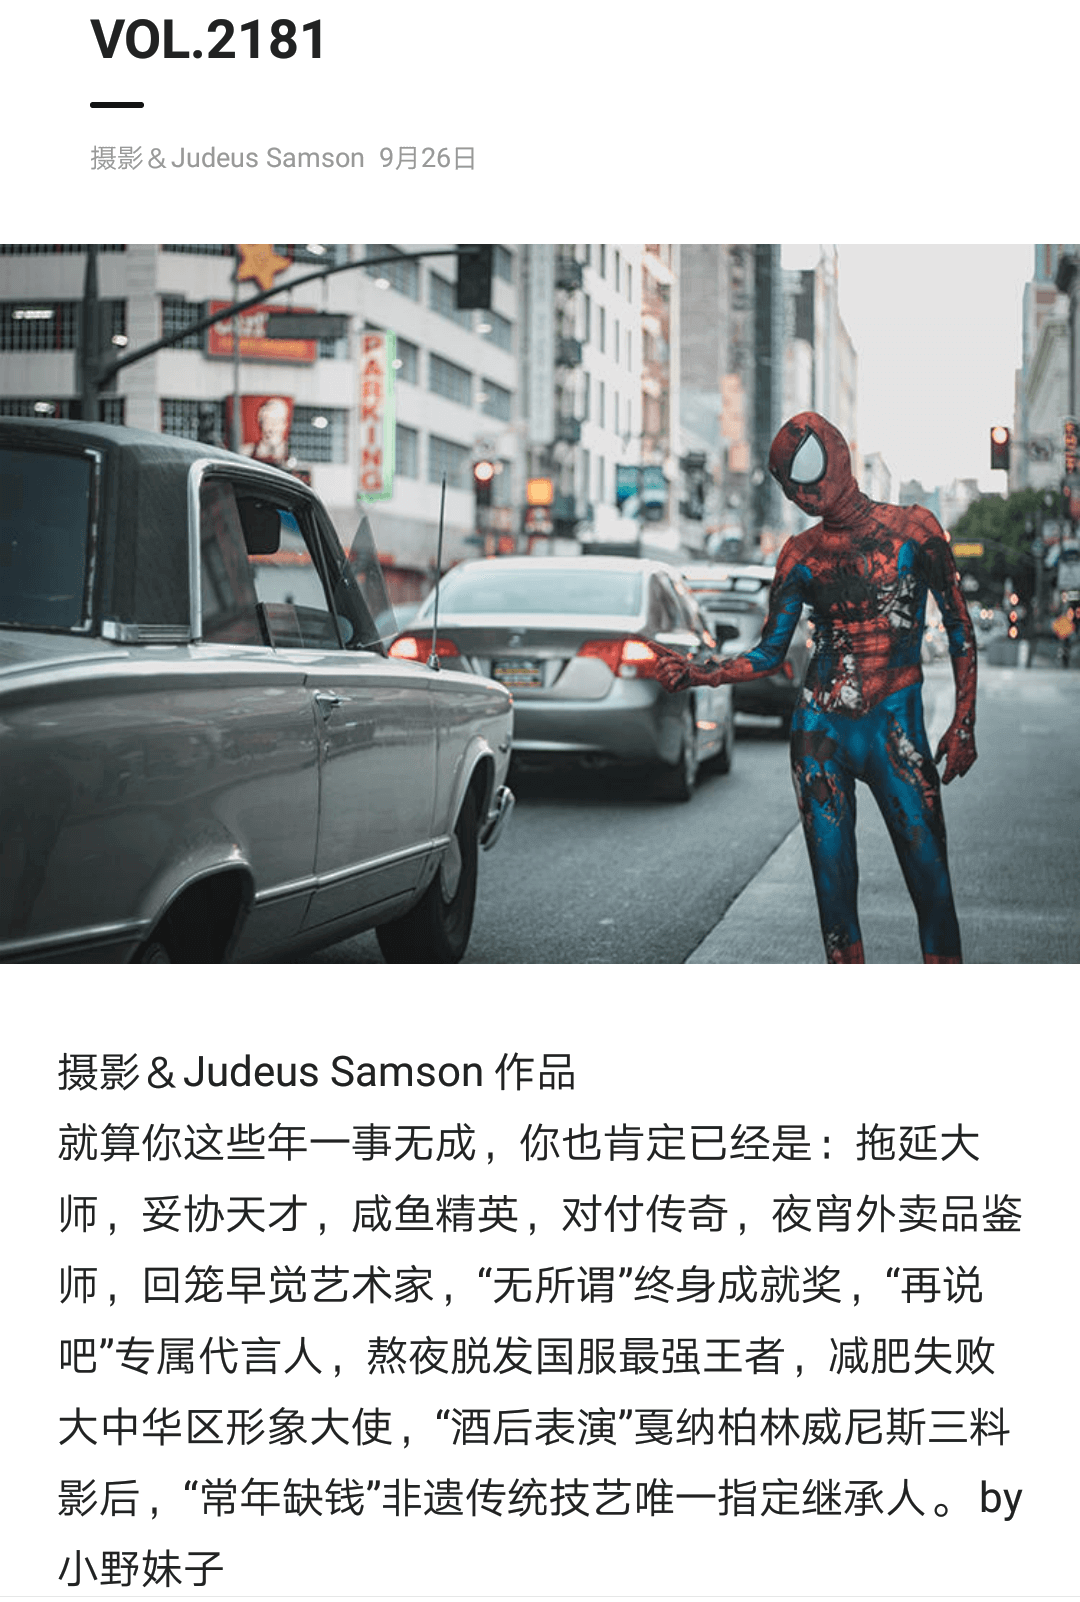 VOL.2181
摄影＆Judeus Samson 9月26日
PARKING
摄影＆Judeus Samson 作品
就算你这些年一事无成，你也肯定已经是：拖延大
师，妥协天才，咸鱼精英，对付传奇，夜宵外卖品鉴
师，回笼早觉艺术家，“无所谓”终身成就奖，“再说
吧”专属代言人，熬夜脱发国服最强王者，减肥失败
大中华区形象大使，“酒后表演”戛纳柏林威尼斯三料
影后，“常年缺钱”非遗传统技艺唯一指定继承人。by
小野妹子